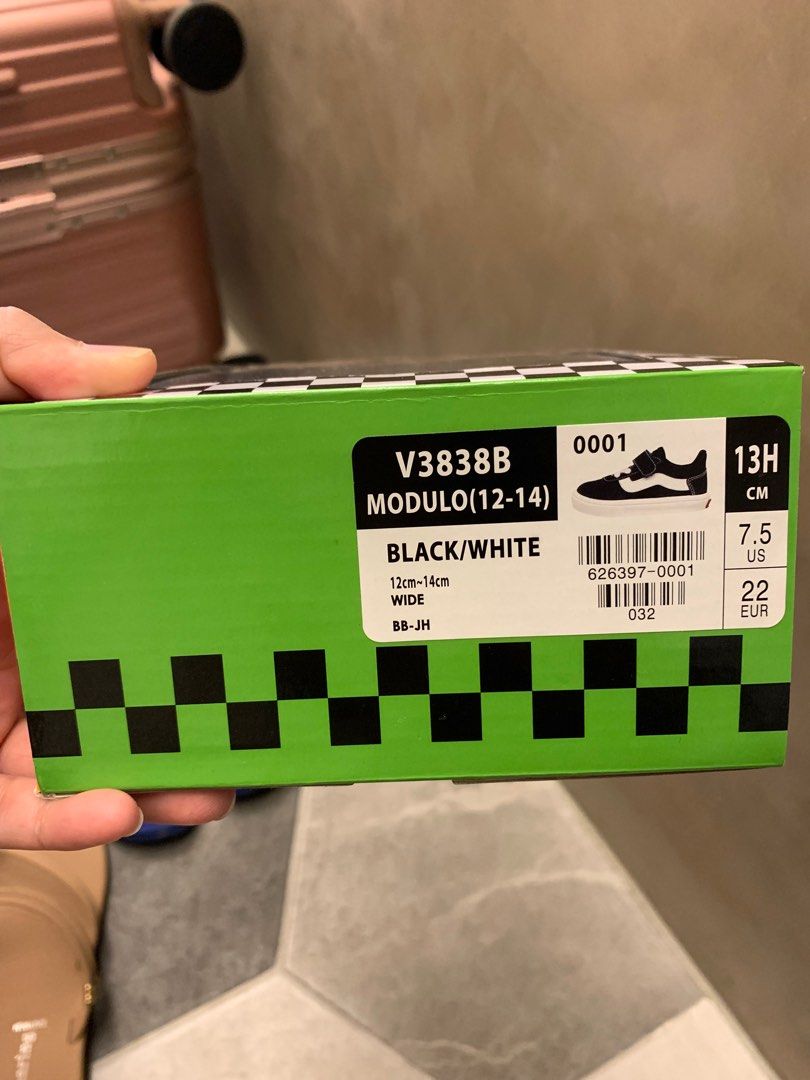 V3838B
MODULO(12-14)
BLACK/WHITE
12cm~14cm
WIDE
BB-JH
0001
626397-0001
032
13H
CM
7.5
US
22
EUR